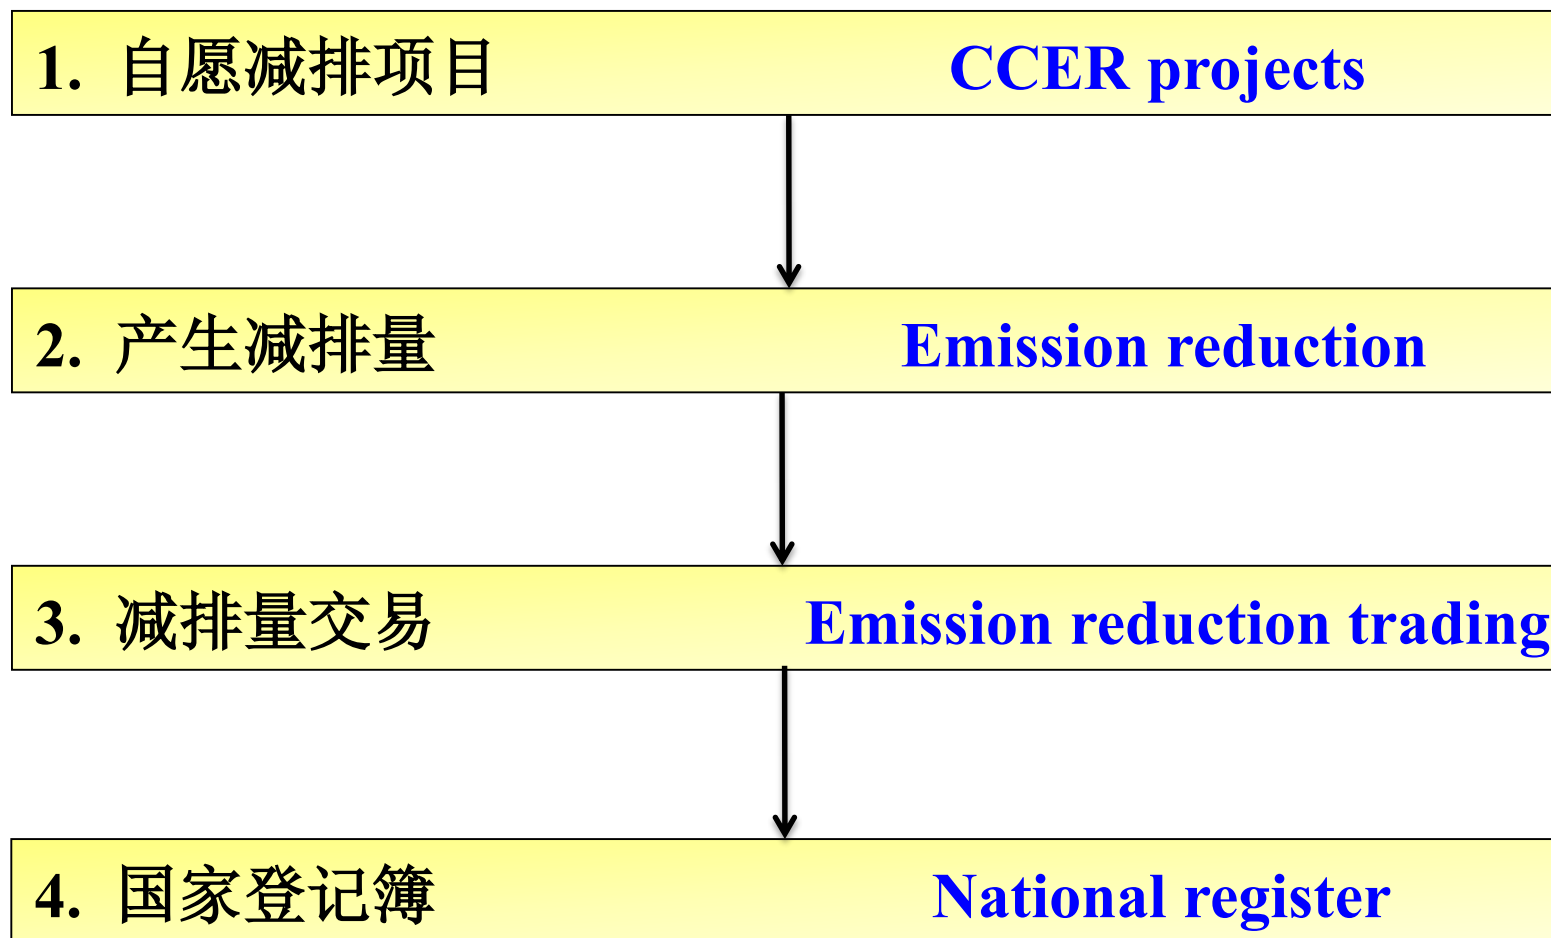 1. 自愿减排项目 CCER projects
2. 产生减排量 Emission reduction
3. 减排量交易 Emission reduction trading
4. 国家登记簿 National register